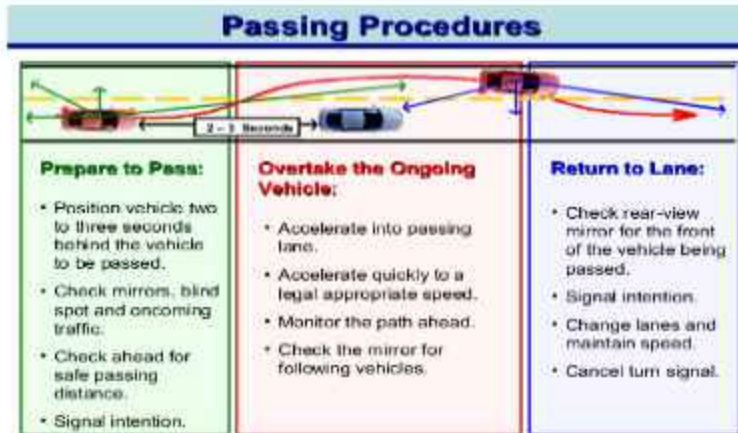 Passing Procedures
2 - 3 Seconds
Prepare to Pass:
• Position vehicle two
to three seconds
behind the vehicle
to be passed.
• Check mirrors, blind
spot and oncoming
traffic.
• Check ahead for
safe passing
distance.
• Signal intention.
Overtake the Ongoing
Vehicle:
• Accelerate into passing
lane.
• Accelerate quickly to a
legal appropriate speed.
• Monitor the path ahead.
• Check the mirror for
following vehicles.
Return to Lane:
• Check rear-view
mirror for the front
of the vehicle being
passed.
• Signal intention.
• Change lanes and
maintain speed.
• Cancel turn signal.